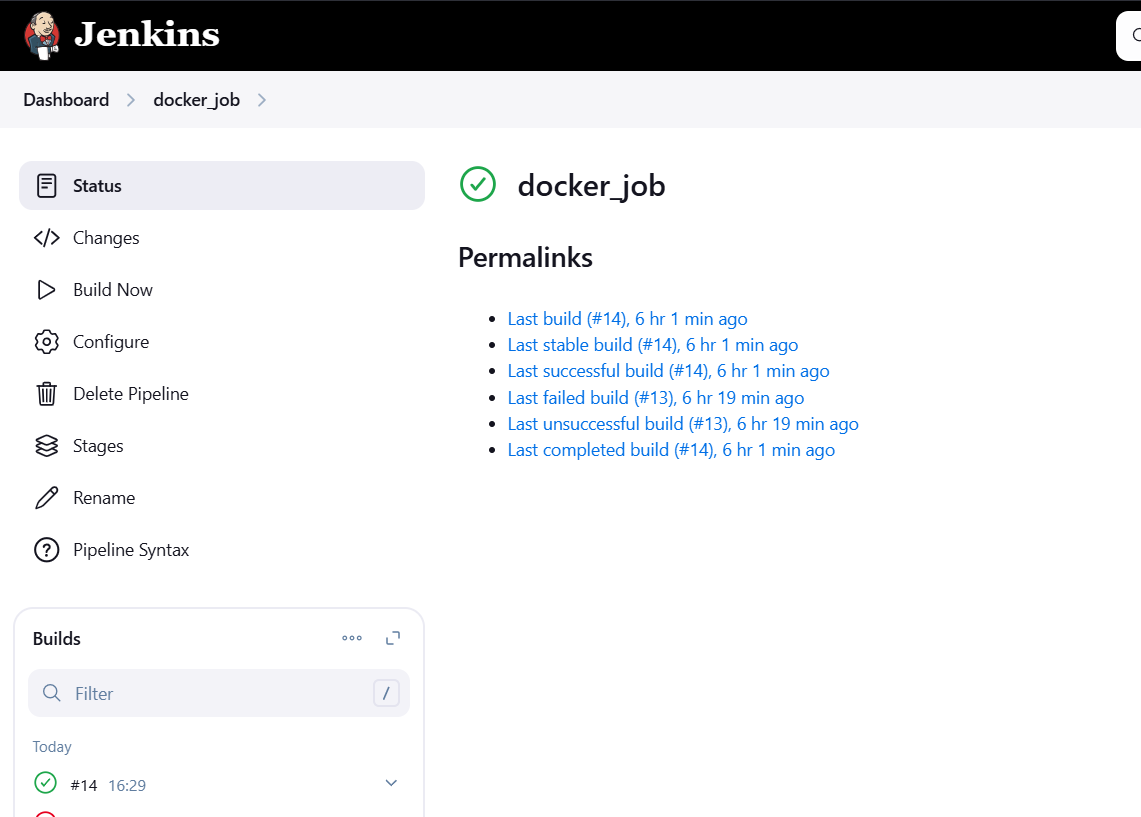 Jenkins
Dashboard
docker_job
Status
Changes
Build Now
Configure
Delete Pipeline
Stages
Rename
Pipeline Syntax
docker_job
Permalinks
Last build (#14), 6 hr 1 min ago
Last stable build (#14), 6 hr 1 min ago
Last successful build (#14), 6 hr 1 min ago
Last failed build (#13), 6 hr 19 min ago
Last unsuccessful build (#13), 6 hr 19 min ago
Last completed build (#14), 6 hr 1 min ago
Builds
Filter /
Today
#14 16:29